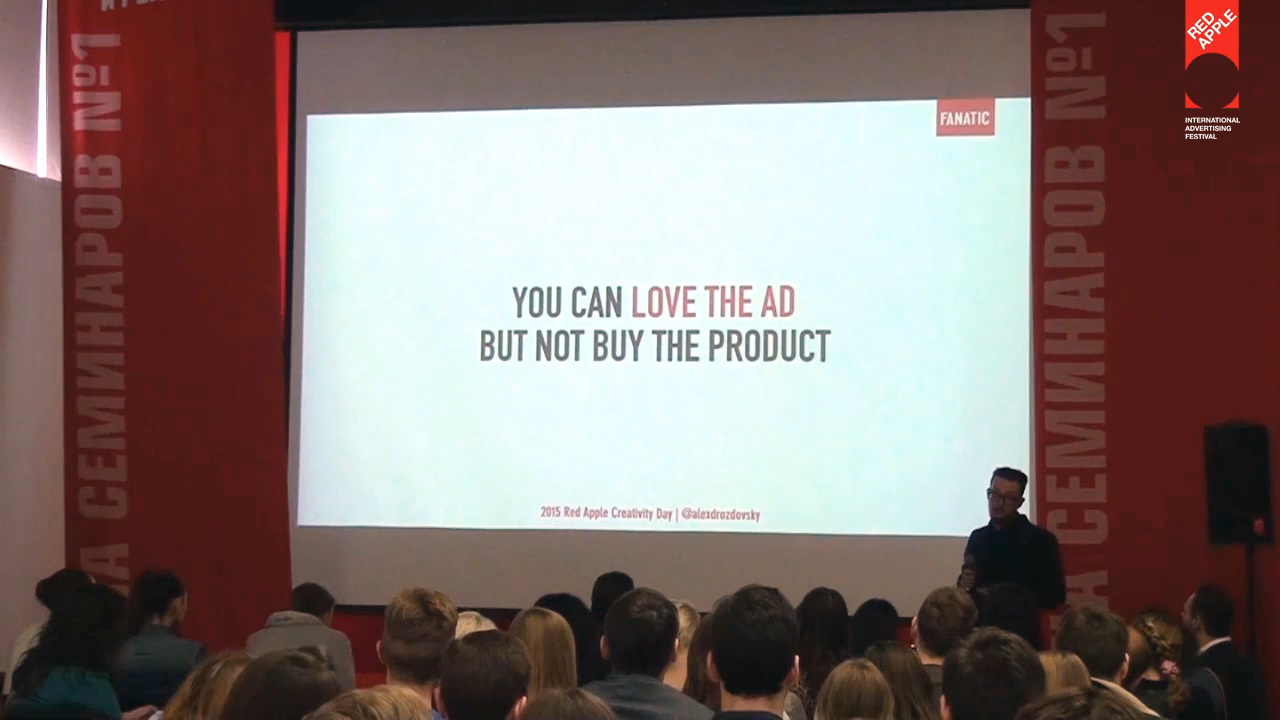 СЕМИНАРОВ №1
FANATIC
YOU CAN LOVE THE AD
BUT NOT BUY THE PRODUCT
2015 Red Apple Creativity Day | @alexdrozdovsky
НА СЕМИНАРОВ №1
RED
APPLE
INTERNATIONAL
ADVERTISING
FESTIVAL